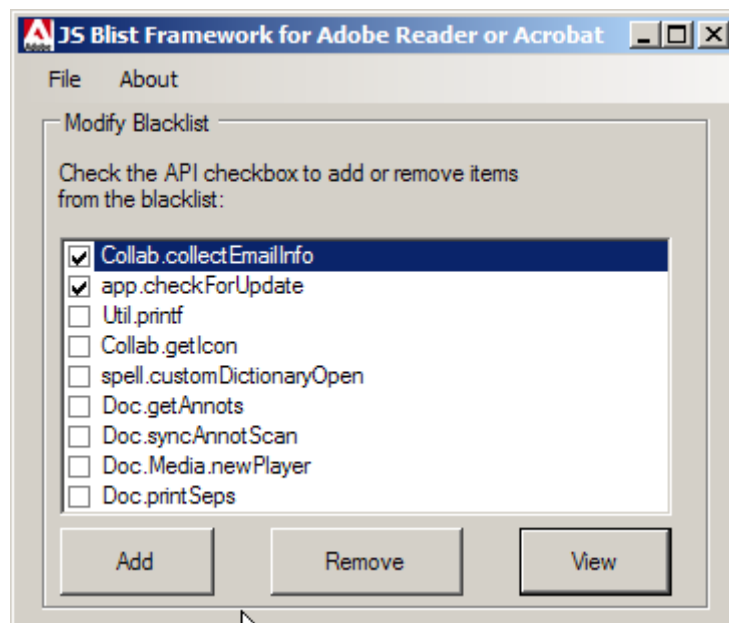 JS Blist Framework for Adobe Reader or Acrobat
File About
Modify Blacklist
Check the API checkbox to add or remove items
from the blacklist:
Collab.collectEmailInfo
app.checkForUpdate
Util.printf
Collab.getIcon
spell.customDictionaryOpen
Doc.getAnnots
Doc.syncAnnotScan
Doc.Media.newPlayer
Doc.printSeps
Add Remove View